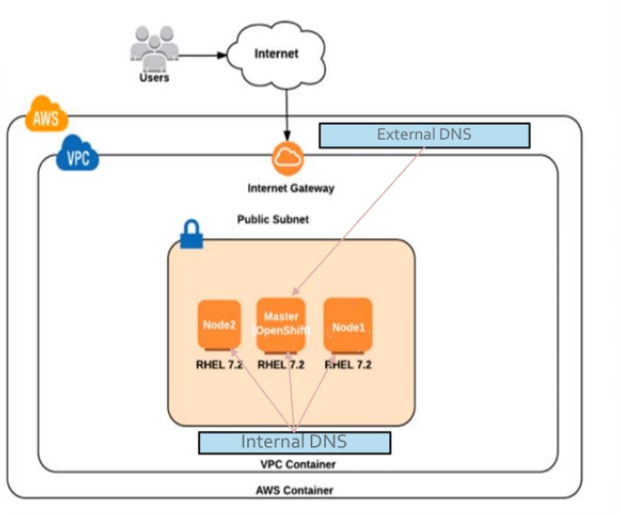 Users
Internet
AWS
External DNS
VPC
Internet Gateway
Public Subnet
Node2
Master
(OpenShift)
Node1
RHEL 7.2
RHEL 7.2
RHEL 7.2
Internal DNS
VPC Container
AWS Container